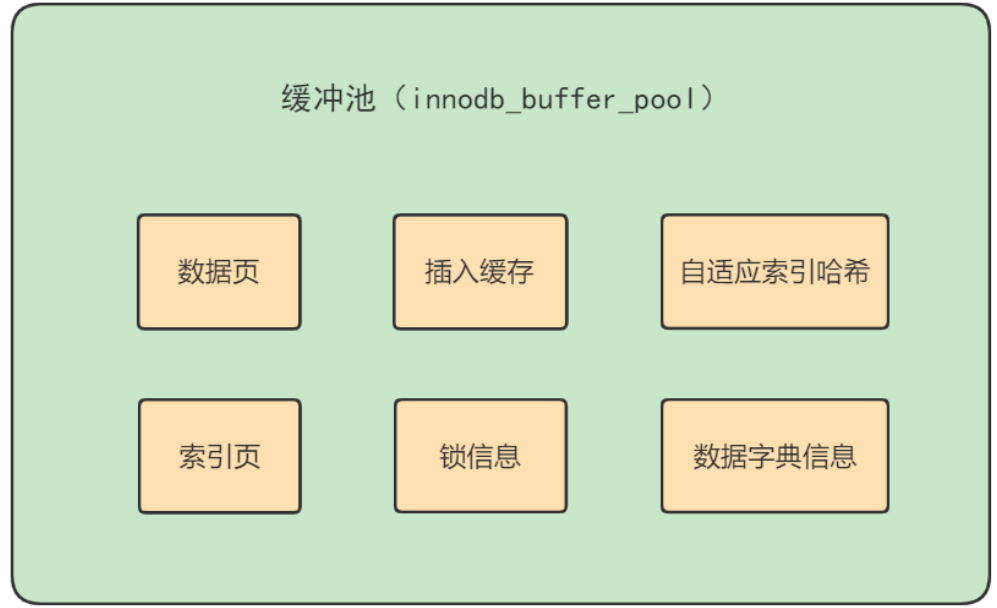 缓冲池（innodb_buffer_pool）
数据页
插入缓存
自适应索引哈希
索引页
锁信息
数据字典信息